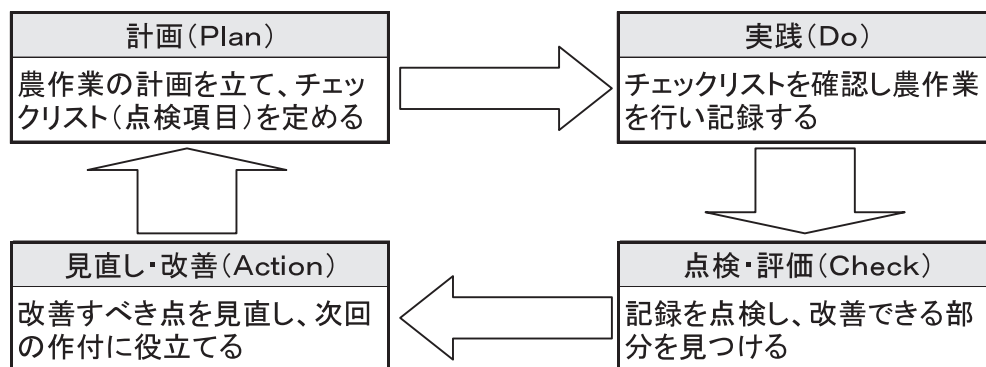 計画(Plan)
農作業の計画を立て、チェッ
クリスト(点検項目)を定める
実践(Do)
チェックリストを確認し農作業
を行い記録する
見直し・改善(Action)
改善すべき点を見直し、次回
の作付に役立てる
点検・評価(Check)
記録を点検し、改善できる部
分を見つける